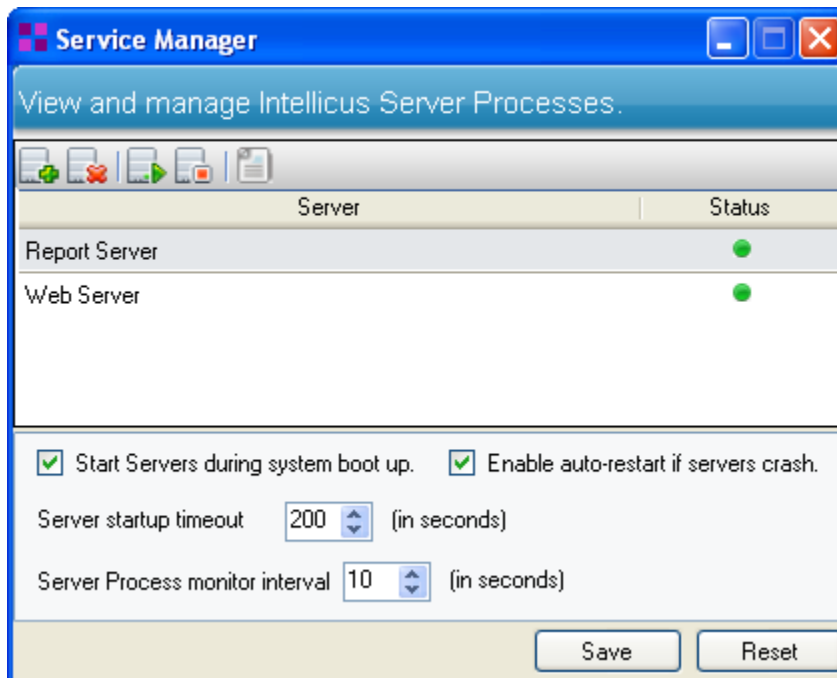 Service Manager
View and manage Intellicus Server Processes.
Server Status
Report Server
Web Server
Start Servers during system boot up. Enable auto-restart if servers crash.
Server startup timeout 200 (in seconds)
Server Process monitor interval 10 (in seconds)
Save Reset